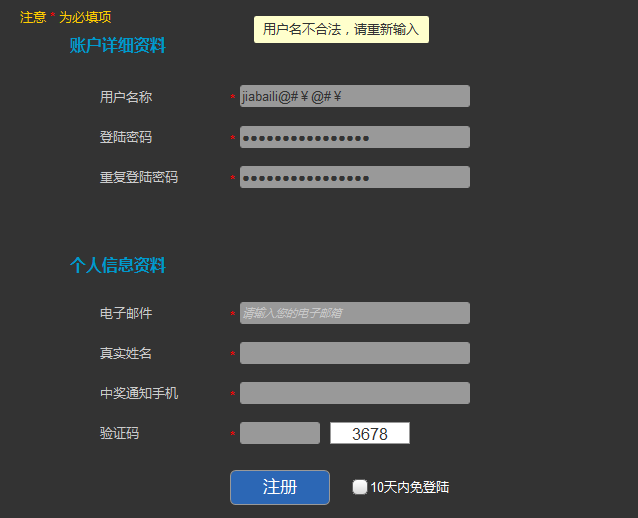 注意 * 为必填项
用户名不合法，请重新输入
账户详细资料
用户名称 * jiabaili@#￥@#￥
登陆密码 * ●●●●●●●●●●●●●●●●
重复登陆密码 * ●●●●●●●●●●●●●●●●
个人信息资料
电子邮件 * 请输入您的电子邮箱
真实姓名 *
中奖通知手机 *
验证码 * 3678
注册 10天内免登陆